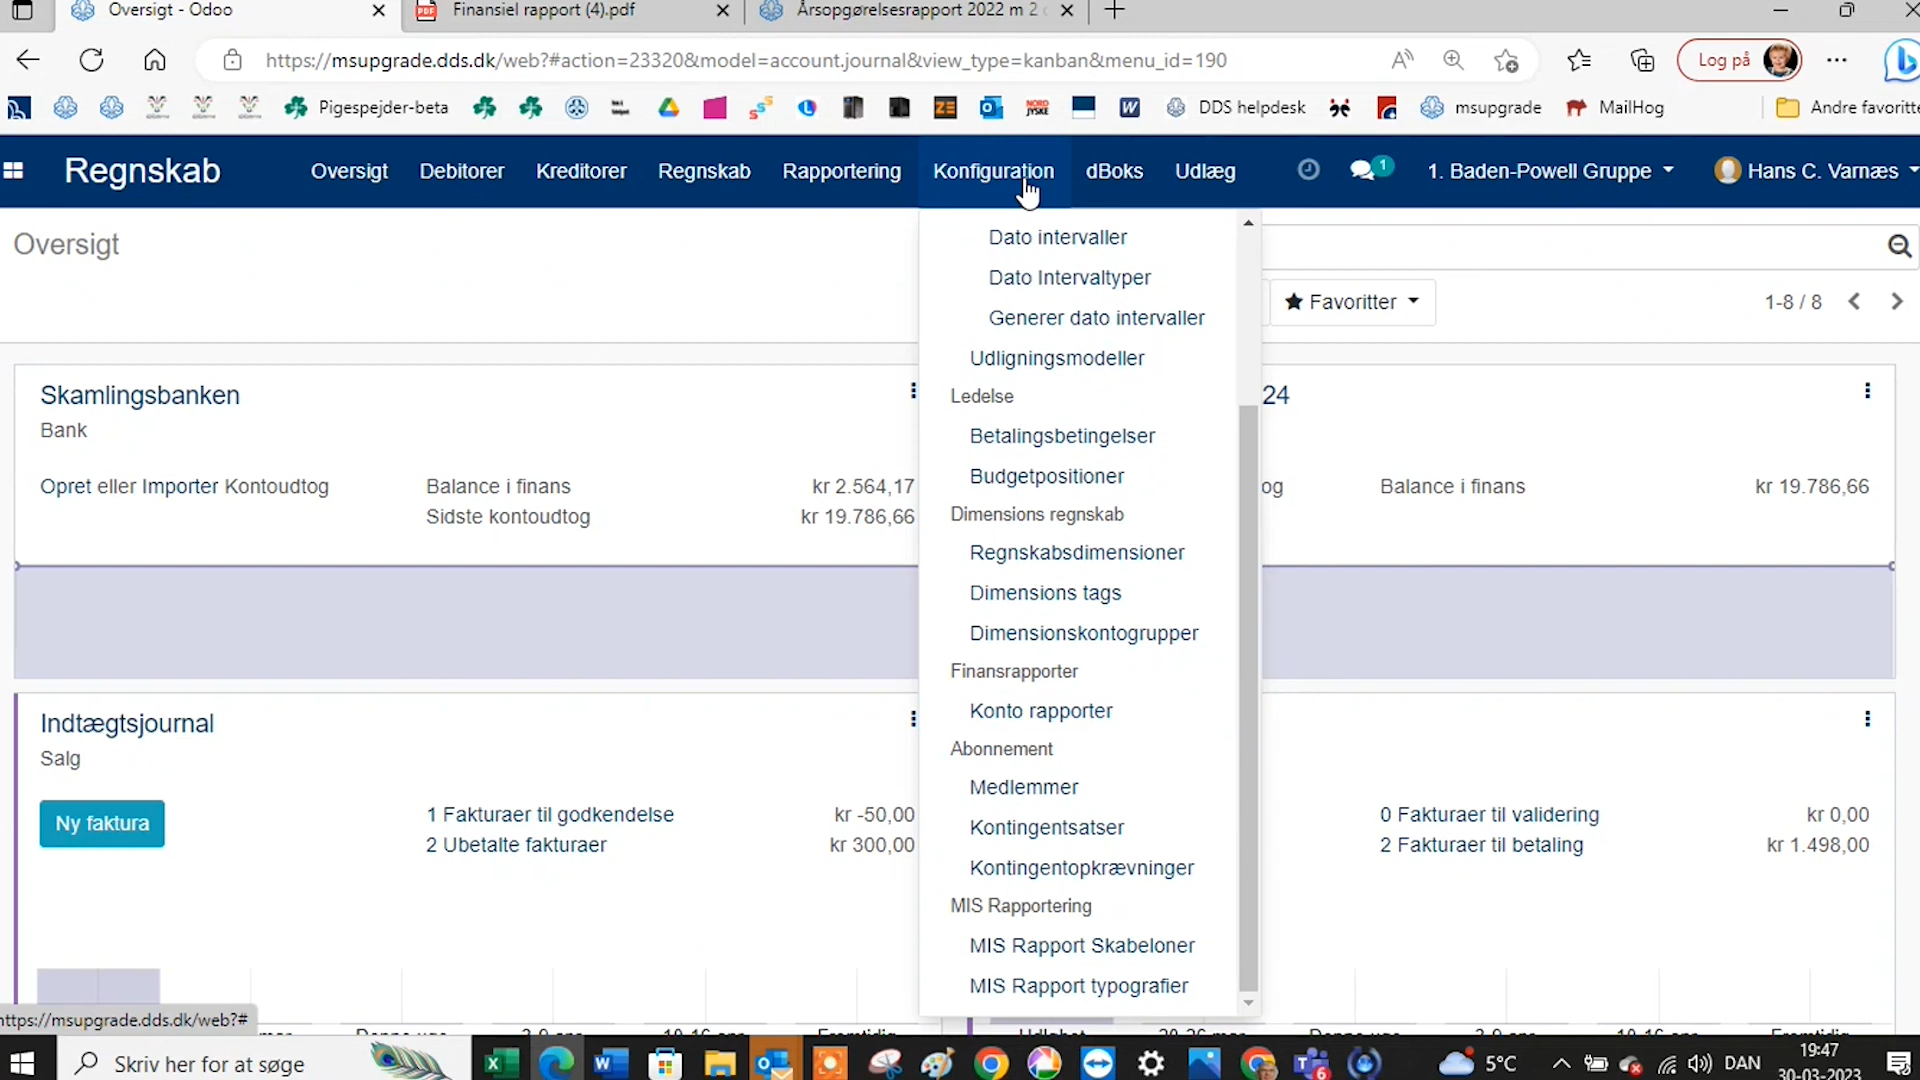 Oversigt - Odoo
Finansiel rapport (4).pdf
Årsopgørelsesrapport 2022 m 2
https://msupgrade.dds.dk/web?#action=23320&model=account.journal&view_type=kanban&menu_id=190
Log på
Pigespejder-beta
DDS helpdesk
msupgrade
MailHog
Andre favoritte
Regnskab
Oversigt
Debitorer
Kreditorer
Regnskab
Rapportering
Konfiguration
dBoks
Udlæg
1
1. Baden-Powell Gruppe
Hans C. Varnæs
Oversigt
Favoritter
1-8 / 8
Dato intervaller
Dato Intervaltyper
Generer dato intervaller
Udligningsmodeller
Ledelse
Betalingsbetingelser
Budgetpositioner
Dimensions regnskab
Regnskabsdimensioner
Dimensions tags
Dimensionskontogrupper
Finansrapporter
Konto rapporter
Abonnement
Medlemmer
Kontingentsatser
Kontingentopkrævninger
MIS Rapportering
MIS Rapport Skabeloner
MIS Rapport typografier
Skamlingsbanken
Bank
Opret eller Importer Kontoudtog
Balance i finans kr 2.564,17
Sidste kontoudtog kr 19.786,66
24
og
Balance i finans kr 19.786,66
Indtægtsjournal
Salg
Ny faktura
1 Fakturaer til godkendelse kr -50,00
2 Ubetalte fakturaer kr 300,00
0 Fakturaer til validering kr 0,00
2 Fakturaer til betaling kr 1.498,00
https://msupgrade.dds.dk/web?#
Skriv her for at søge
5°C
DAN
19:47
30-03-2023